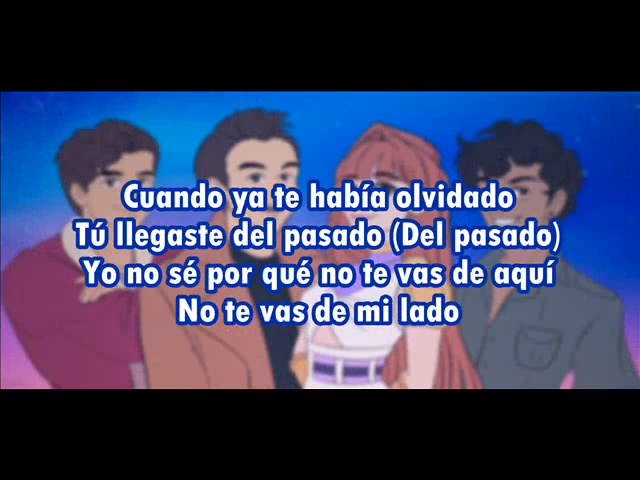 Cuando ya te había olvidado
Tú llegaste del pasado (Del pasado)
Yo no sé por qué no te vas de aquí
No te vas de mi lado